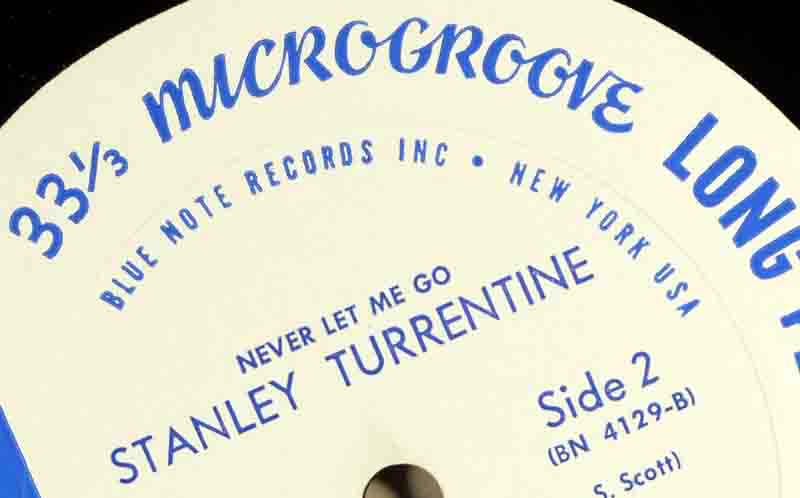 33⅓ MICROGROOVE LONG
BLUE NOTE RECORDS INC • NEW YORK USA
NEVER LET ME GO
STANLEY TURRENTINE
Side 2
(BN 4129-B)
S. Scott)